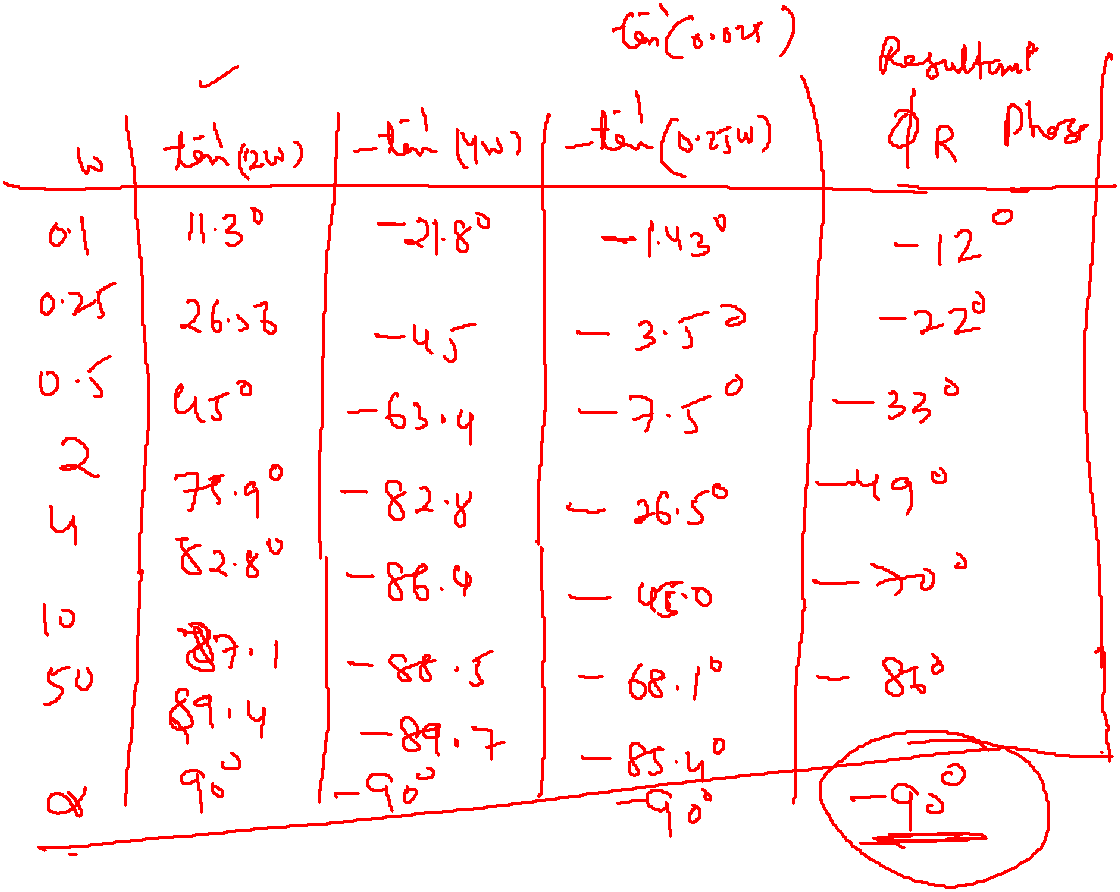 tan⁻¹(0.025)
✓
Resultant
ω tan⁻¹(2ω) -tan⁻¹(4ω) -tan⁻¹(0.25ω) ϕR Phase
0.1 11.3° -21.8° -1.43° -12°
0.25 26.56 -45 -3.5° -22°
0.5 45° -63.4 -7.5° -33°
2 75.9° -82.8 -26.5° -49°
4 82.8° -86.4 -45.0 -70°
10 87.1 -88.5 -68.1° -
50 89.4 -89.7 -85.4°
∝ 90° -90° -90° -90°